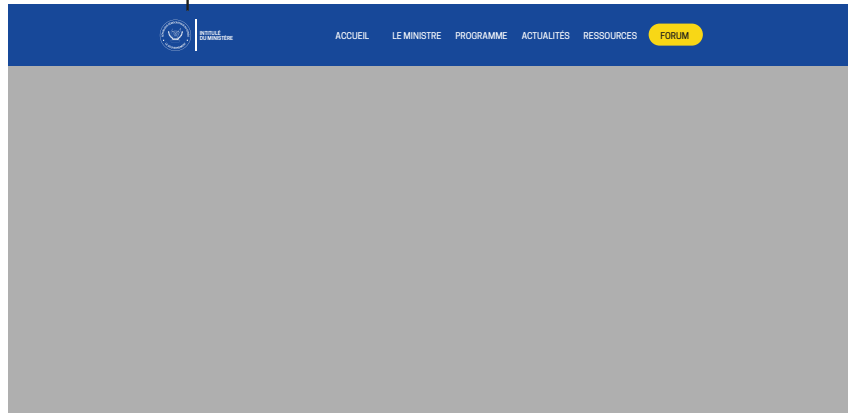 INTITULÉ
DU MINISTÈRE
ACCUEIL LE MINISTRE PROGRAMME ACTUALITÉS RESSOURCES FORUM